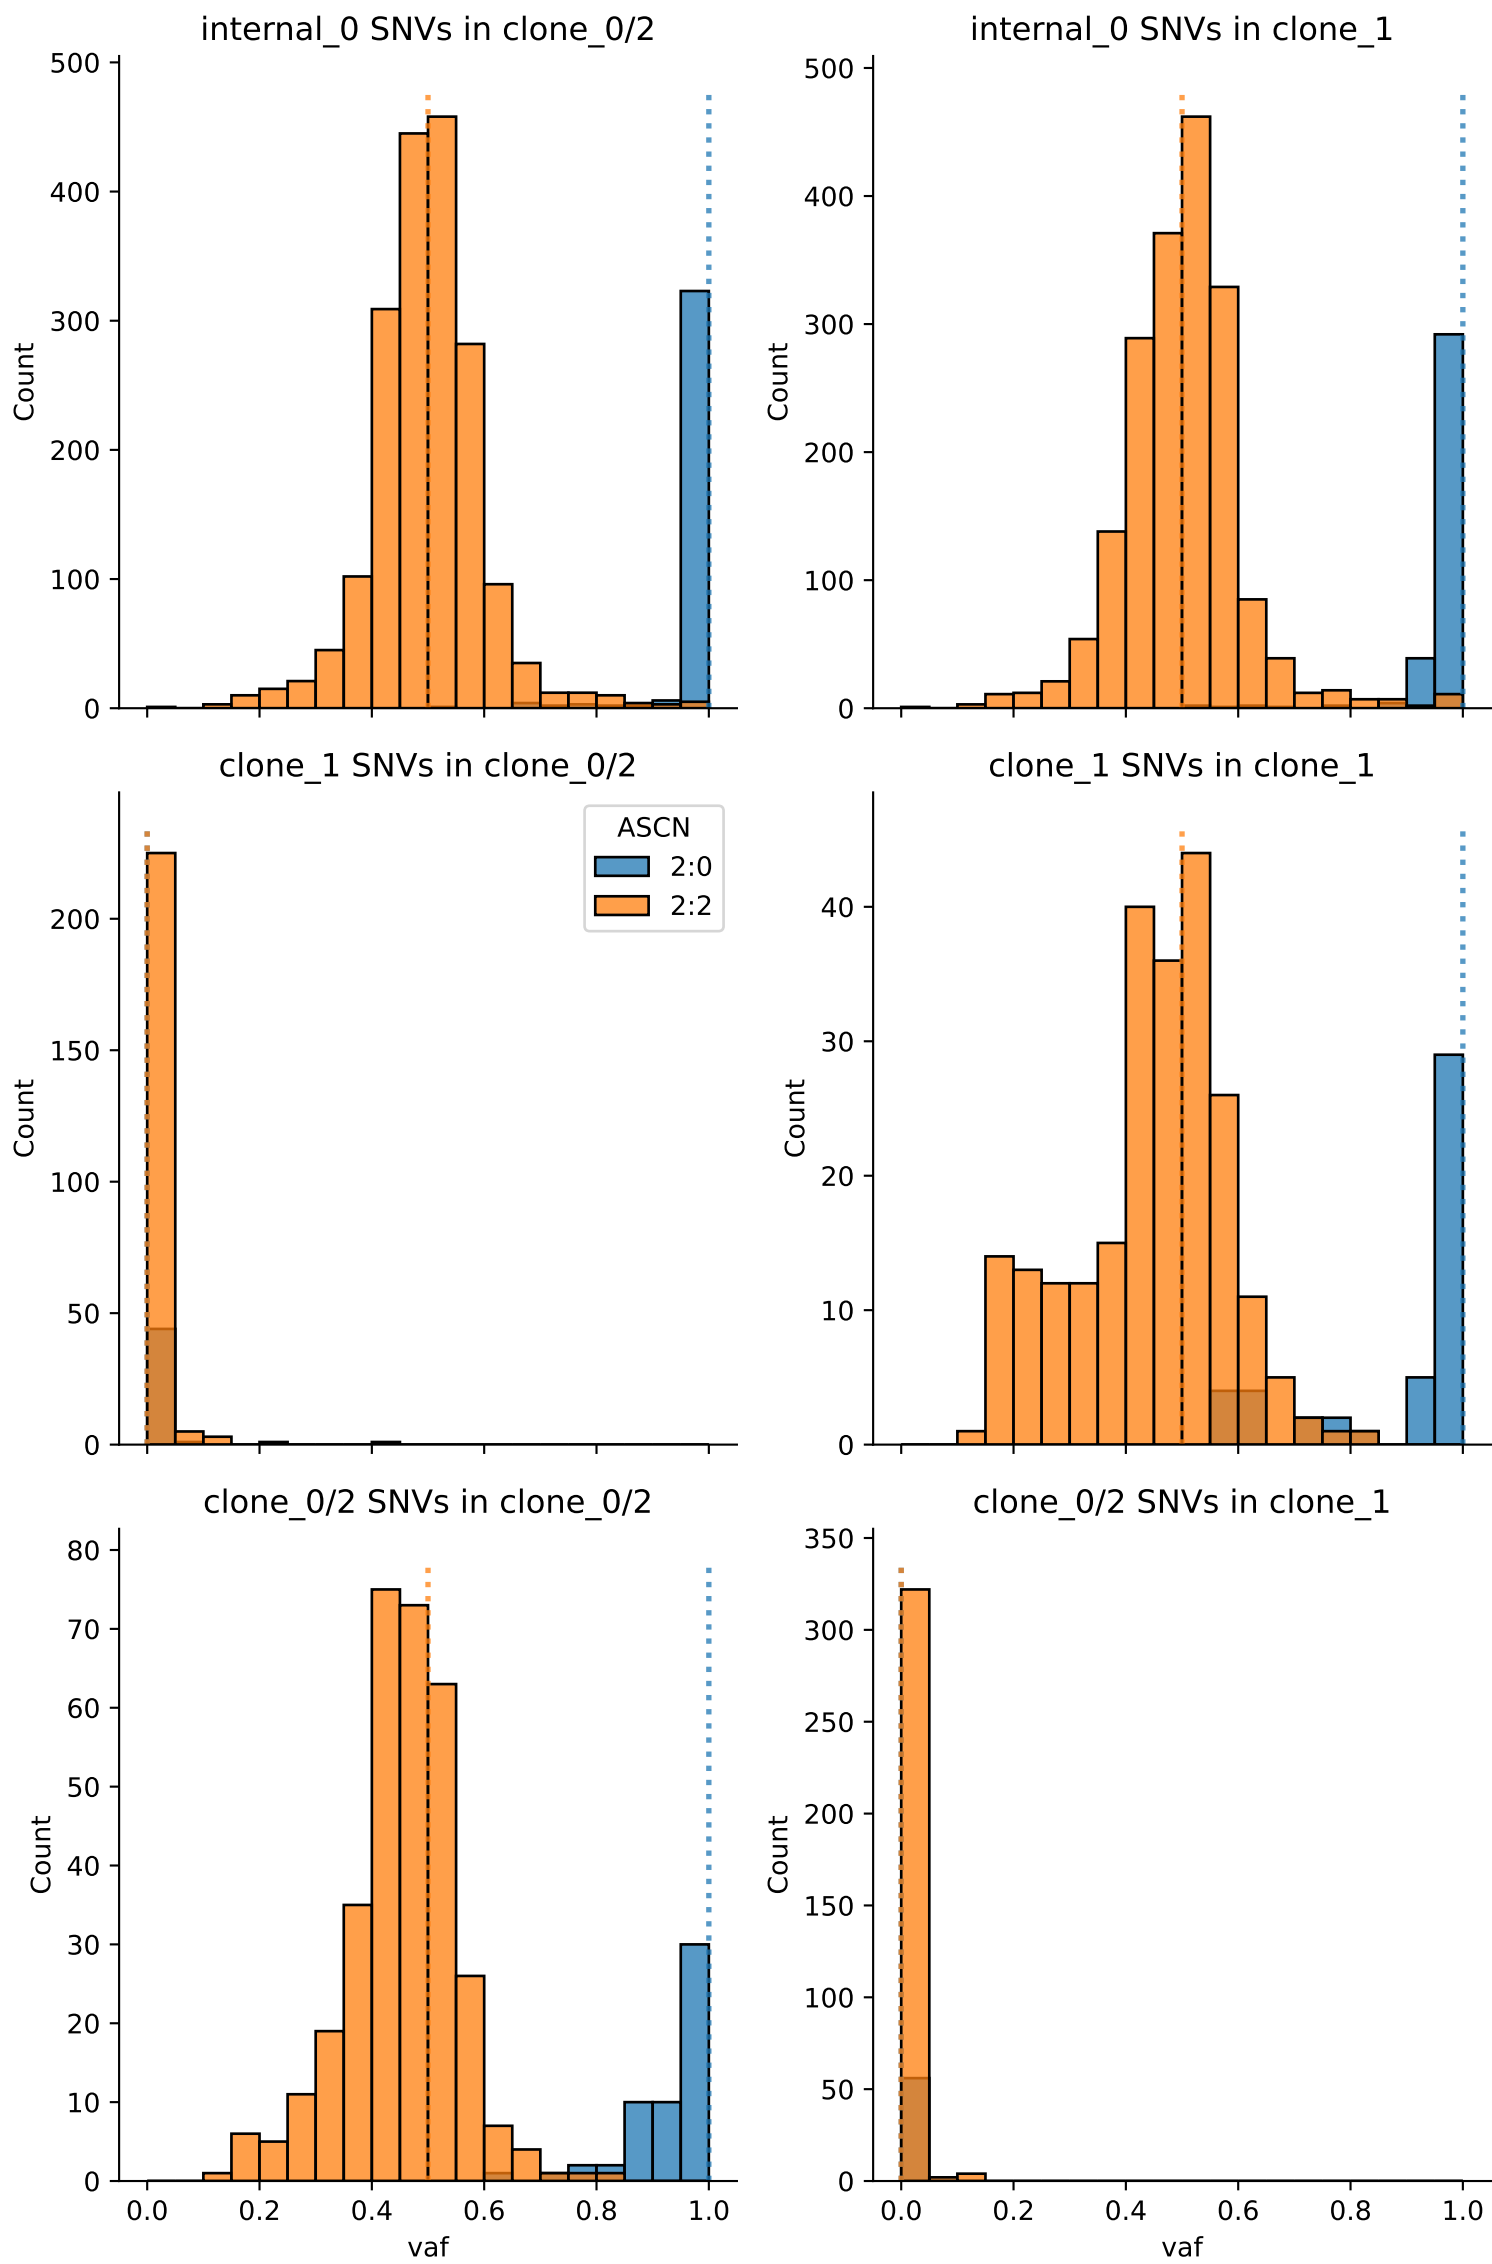 internal_0 SNVs in clone_0/2
500
400
300
200
100
0
Count
internal_0 SNVs in clone_1
500
400
300
200
100
0
Count
clone_1 SNVs in clone_0/2
200
150
100
50
0
Count
ASCN
2:0
2:2
clone_1 SNVs in clone_1
40
30
20
10
0
Count
clone_0/2 SNVs in clone_0/2
80
70
60
50
40
30
20
10
0
Count
0.0 0.2 0.4 0.6 0.8 1.0
vaf
clone_0/2 SNVs in clone_1
350
300
250
200
150
100
50
0
Count
0.0 0.2 0.4 0.6 0.8 1.0
vaf